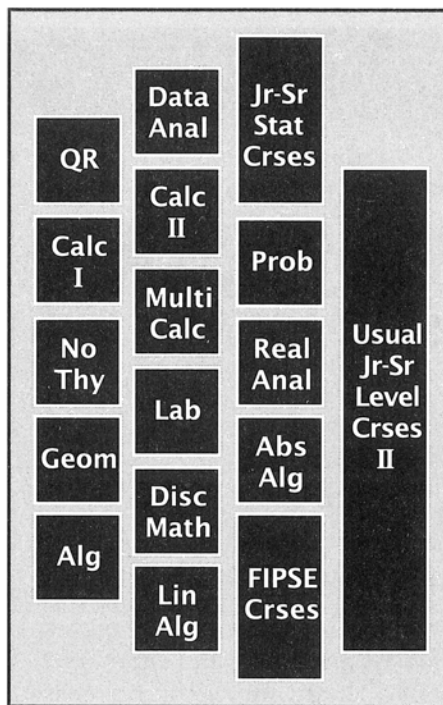 QR
Calc
I
No
Thy
Geom
Alg
Data
Anal
Calc
II
Multi
Calc
Lab
Disc
Math
Lin
Alg
Jr-Sr
Stat
Crses
Prob
Real
Anal
Abs
Alg
FIPSE
Crses
Usual
Jr-Sr
Level
Crses
II